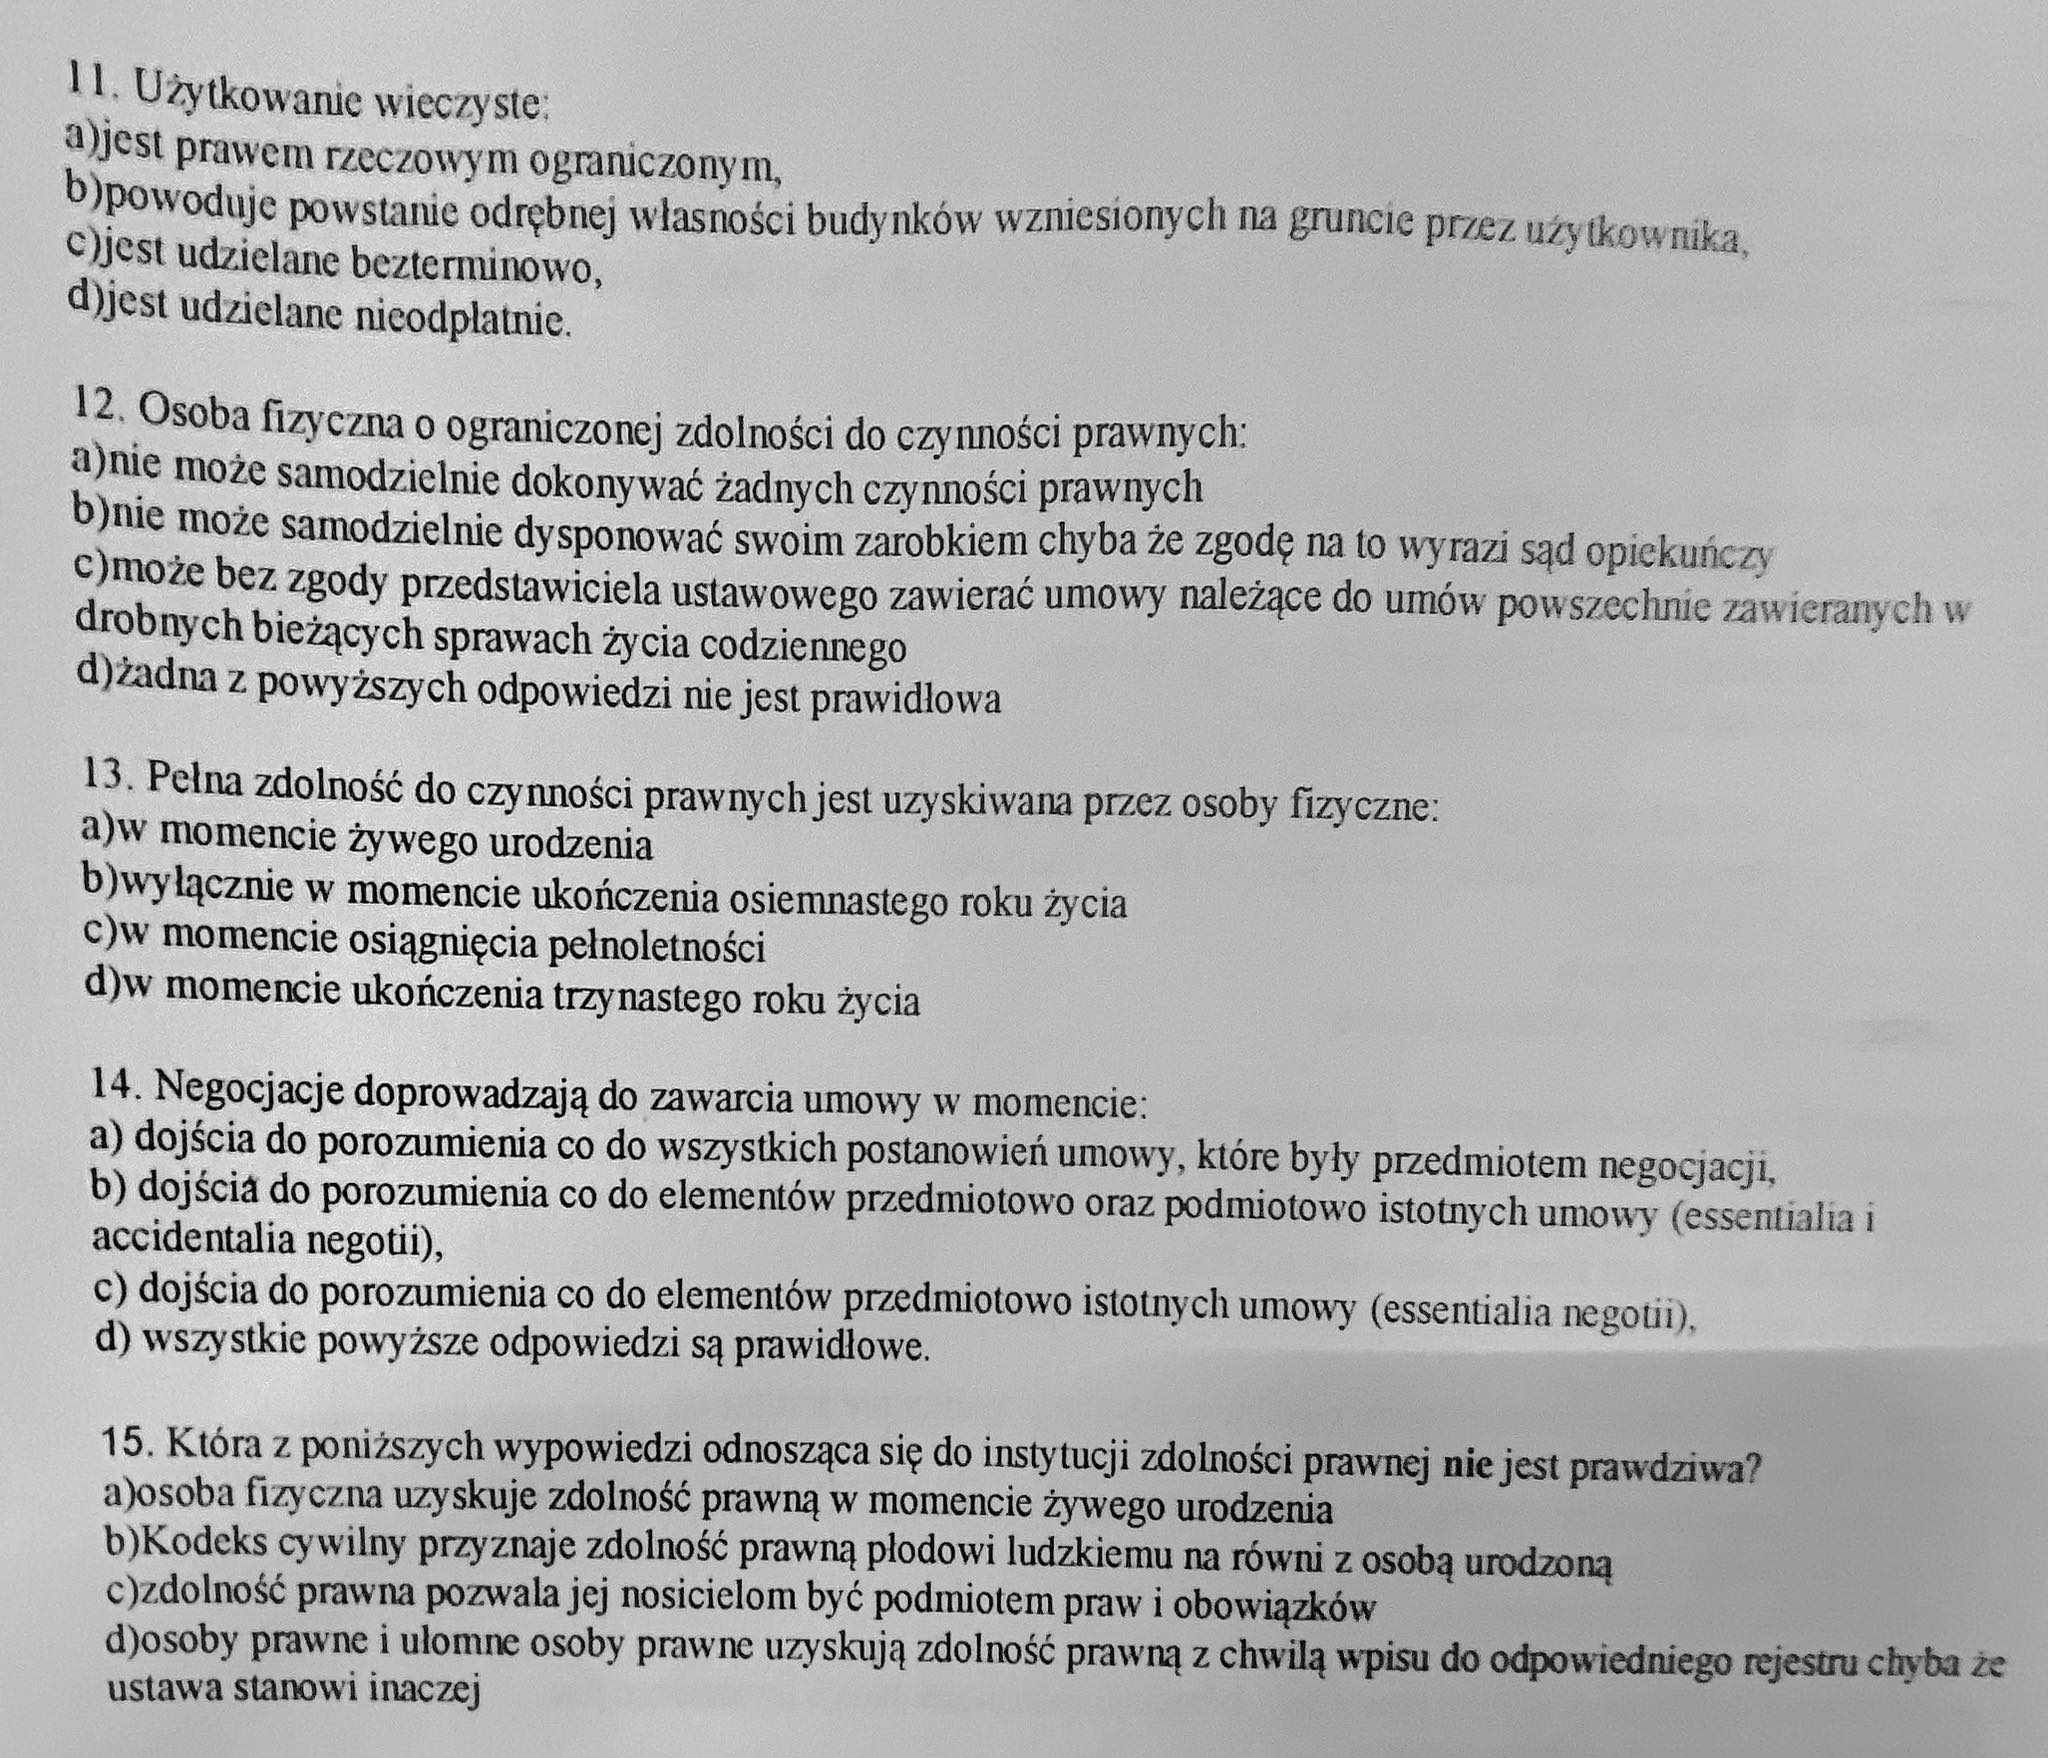 11. Użytkowanie wieczyste:
a)jest prawem rzeczowym ograniczonym,
b)powoduje powstanie odrębnej własności budynków wzniesionych na gruncie przez użytkownika,
c)jest udzielane bezterminowo,
d)jest udzielane nieodpłatnie.
12. Osoba fizyczna o ograniczonej zdolności do czynności prawnych:
a)nie może samodzielnie dokonywać żadnych czynności prawnych
b)nie może samodzielnie dysponować swoim zarobkiem chyba że zgodę na to wyrazi sąd opiekuńczy
c)może bez zgody przedstawiciela ustawowego zawierać umowy należące do umów powszechnie zawieranych w
drobnych bieżących sprawach życia codziennego
d)żadna z powyższych odpowiedzi nie jest prawidłowa
13. Pełna zdolność do czynności prawnych jest uzyskiwana przez osoby fizyczne:
a)w momencie żywego urodzenia
b)wyłącznie w momencie ukończenia osiemnastego roku życia
c)w momencie osiągnięcia pełnoletności
d)w momencie ukończenia trzynastego roku życia
14. Negocjacje doprowadzają do zawarcia umowy w momencie:
a) dojścia do porozumienia co do wszystkich postanowień umowy, które były przedmiotem negocjacji,
b) dojścia do porozumienia co do elementów przedmiotowo oraz podmiotowo istotnych umowy (essentialia i
accidentalia negotii),
c) dojścia do porozumienia co do elementów przedmiotowo istotnych umowy (essentialia negotii),
d) wszystkie powyższe odpowiedzi są prawidłowe.
15. Która z poniższych wypowiedzi odnosząca się do instytucji zdolności prawnej nie jest prawdziwa?
a)osoba fizyczna uzyskuje zdolność prawną w momencie żywego urodzenia
b)Kodeks cywilny przyznaje zdolność prawną płodowi ludzkiemu na równi z osobą urodzoną
c)zdolność prawna pozwala jej nosicielom być podmiotem praw i obowiązków
d)osoby prawne i ułomne osoby prawne uzyskują zdolność prawną z chwilą wpisu do odpowiedniego rejestru chyba że
ustawa stanowi inaczej